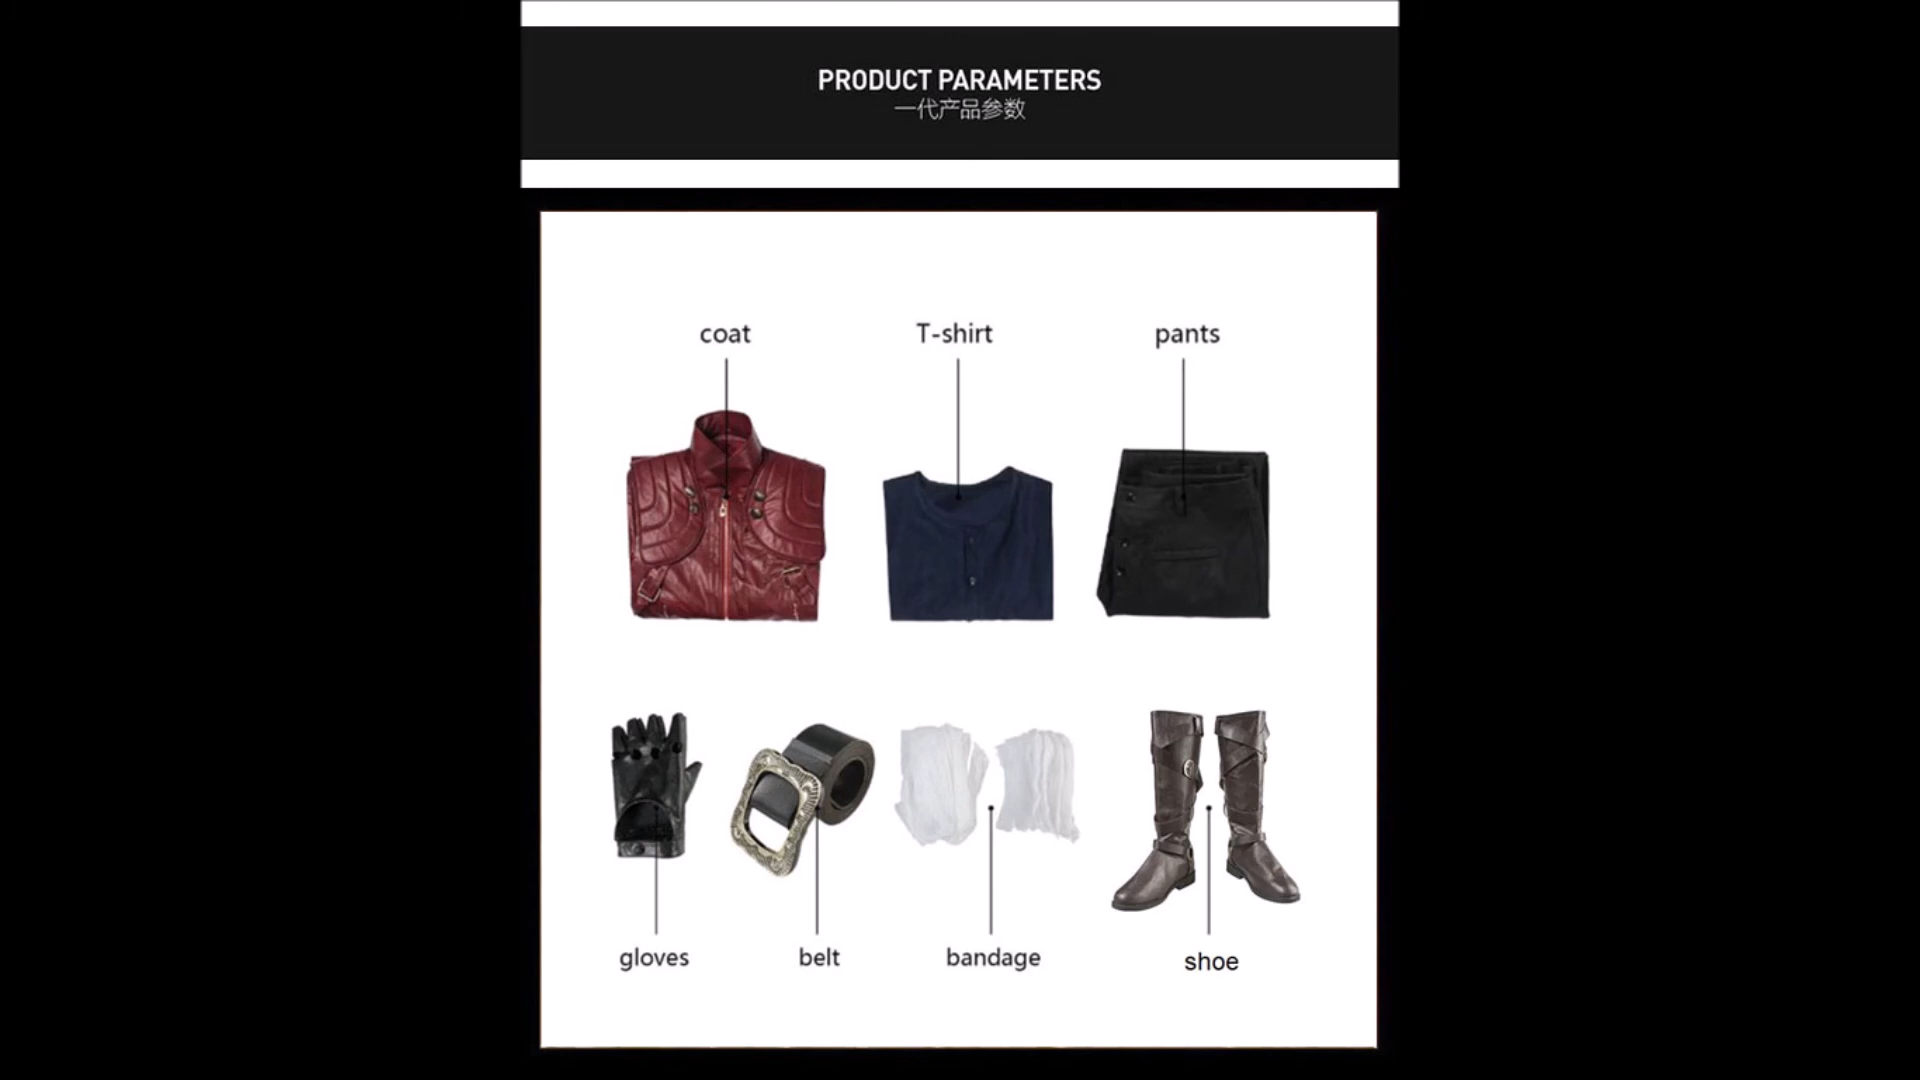 PRODUCT PARAMETERS
一代产品参数
coat
T-shirt
pants
gloves
belt
bandage
shoe